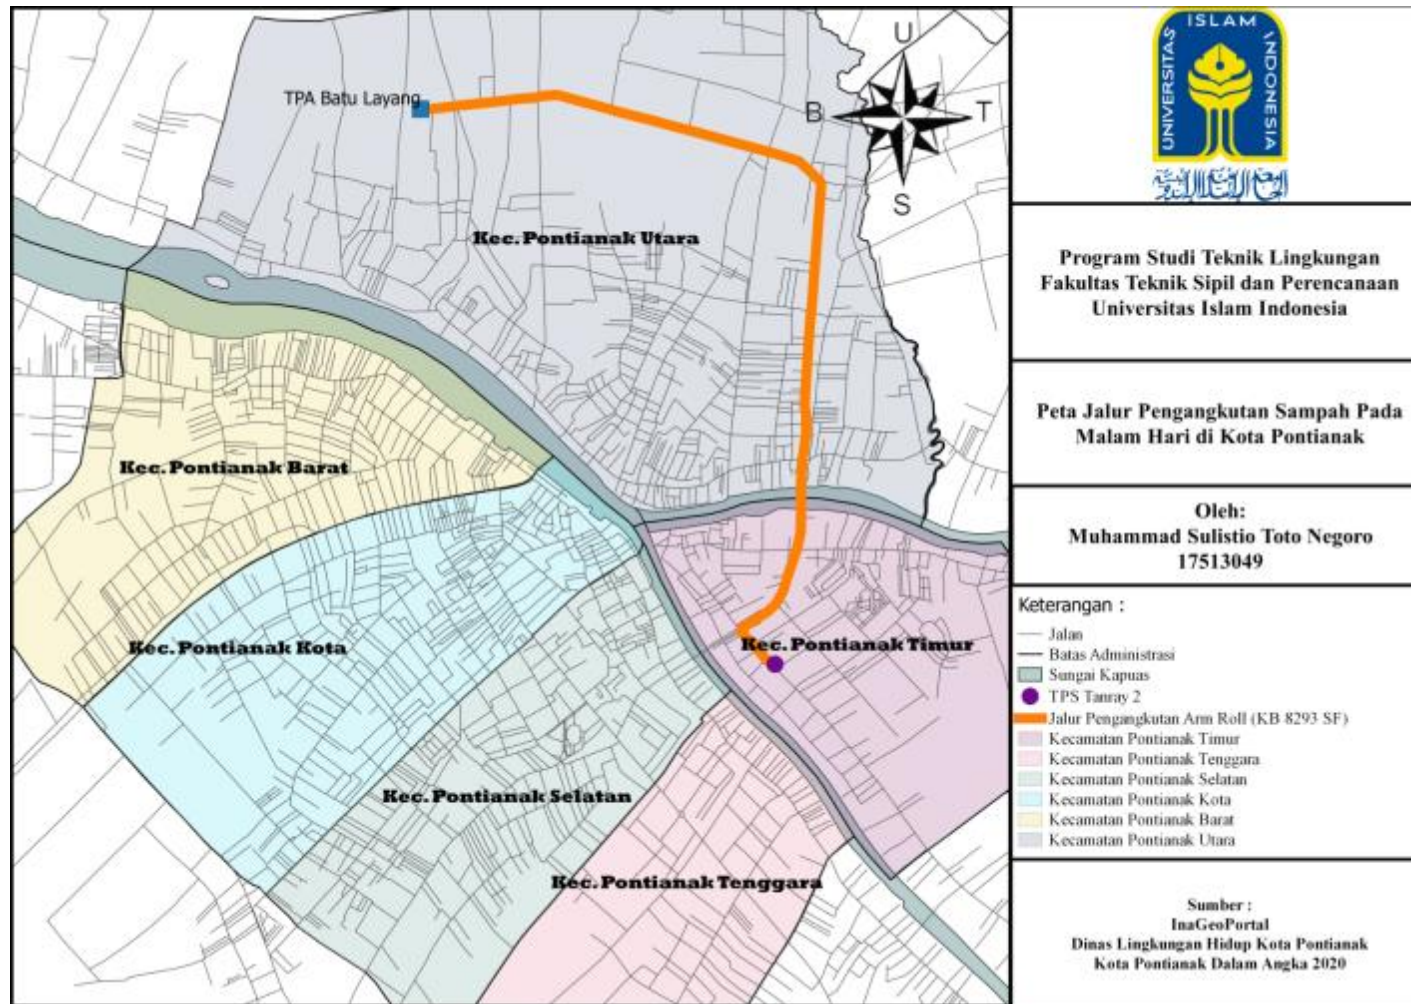 TPA Batu Layang
U
B
T
S
Kec. Pontianak Utara
Kec. Pontianak Barat
Kec. Pontianak Kota
Kec. Pontianak Timur
Kec. Pontianak Selatan
Kec. Pontianak Tenggara
UNIVERSITAS
ISLAM
INDONESIA
Program Studi Teknik Lingkungan
Fakultas Teknik Sipil dan Perencanaan
Universitas Islam Indonesia
Peta Jalur Pengangkutan Sampah Pada
Malam Hari di Kota Pontianak
Oleh:
Muhammad Sulistio Toto Negoro
17513049
Keterangan :
Jalan
Batas Administrasi
Sungai Kapuas
TPS Tanray 2
Jalur Pengangkutan Arm Roll (KB 8293 SF)
Kecamatan Pontianak Timur
Kecamatan Pontianak Tenggara
Kecamatan Pontianak Selatan
Kecamatan Pontianak Kota
Kecamatan Pontianak Barat
Kecamatan Pontianak Utara
Sumber :
InaGeoPortal
Dinas Lingkungan Hidup Kota Pontianak
Kota Pontianak Dalam Angka 2020